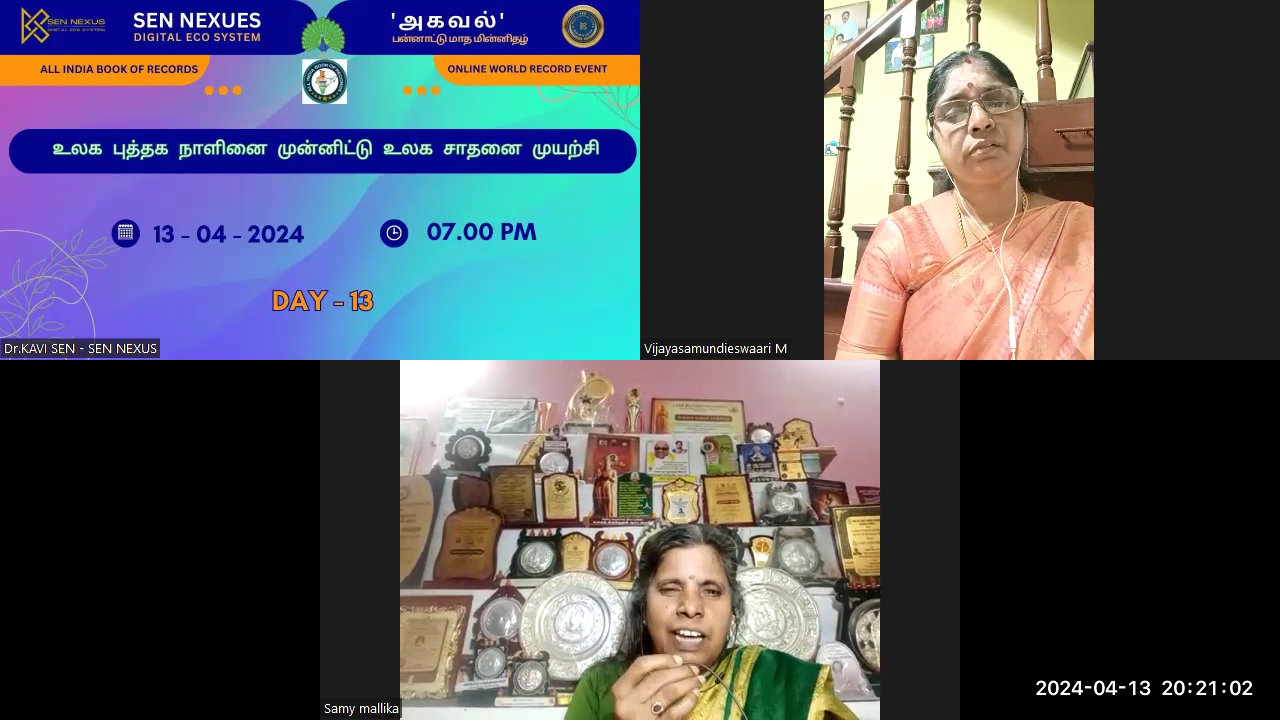 SEN NEXUS
DIGITAL ECO SYSTEM
SEN NEXUES
DIGITAL ECO SYSTEM
'அகவல்'
பன்னாட்டு மாத மின்னிதழ்
ALL INDIA BOOK OF RECORDS
ONLINE WORLD RECORD EVENT
உலக புத்தக நாளினை முன்னிட்டு உலக சாதனை முயற்சி
13 - 04 - 2024
07.00 PM
DAY - 13
Dr.KAVI SEN - SEN NEXUS
Vijayasamundieswaari M
Samy mallika
2024-04-13 20:21:02